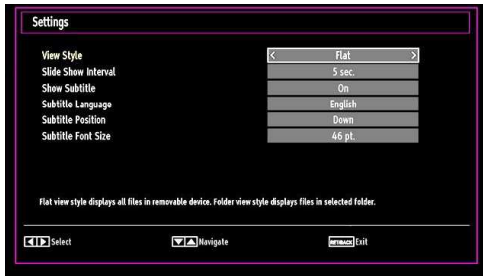 Settings
View Style < Flat >
Slide Show Interval 5 sec.
Show Subtitle On
Subtitle Language English
Subtitle Position Down
Subtitle Font Size 46 pt.
Flat view style displays all files in removable device. Folder view style displays files in selected folder.
Select Navigate RET/BACK Exit